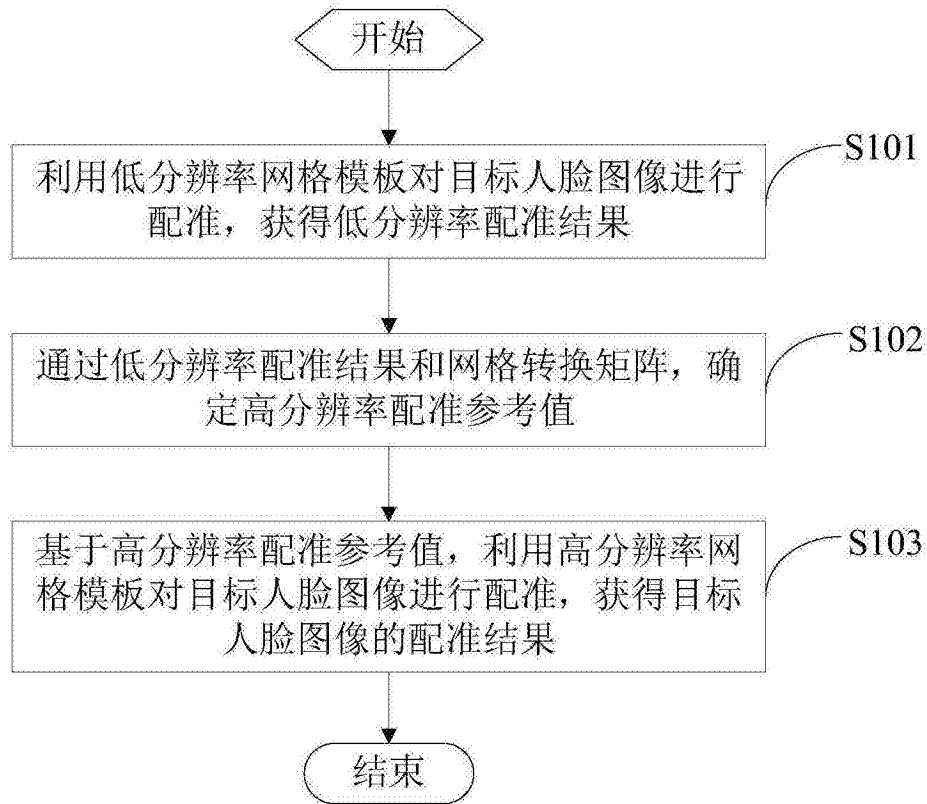 开始
利用低分辨率网格模板对目标人脸图像进行
配准，获得低分辨率配准结果
S101
通过低分辨率配准结果和网格转换矩阵，确
定高分辨率配准参考值
S102
基于高分辨率配准参考值，利用高分辨率网
格模板对目标人脸图像进行配准，获得目标
人脸图像的配准结果
S103
结束